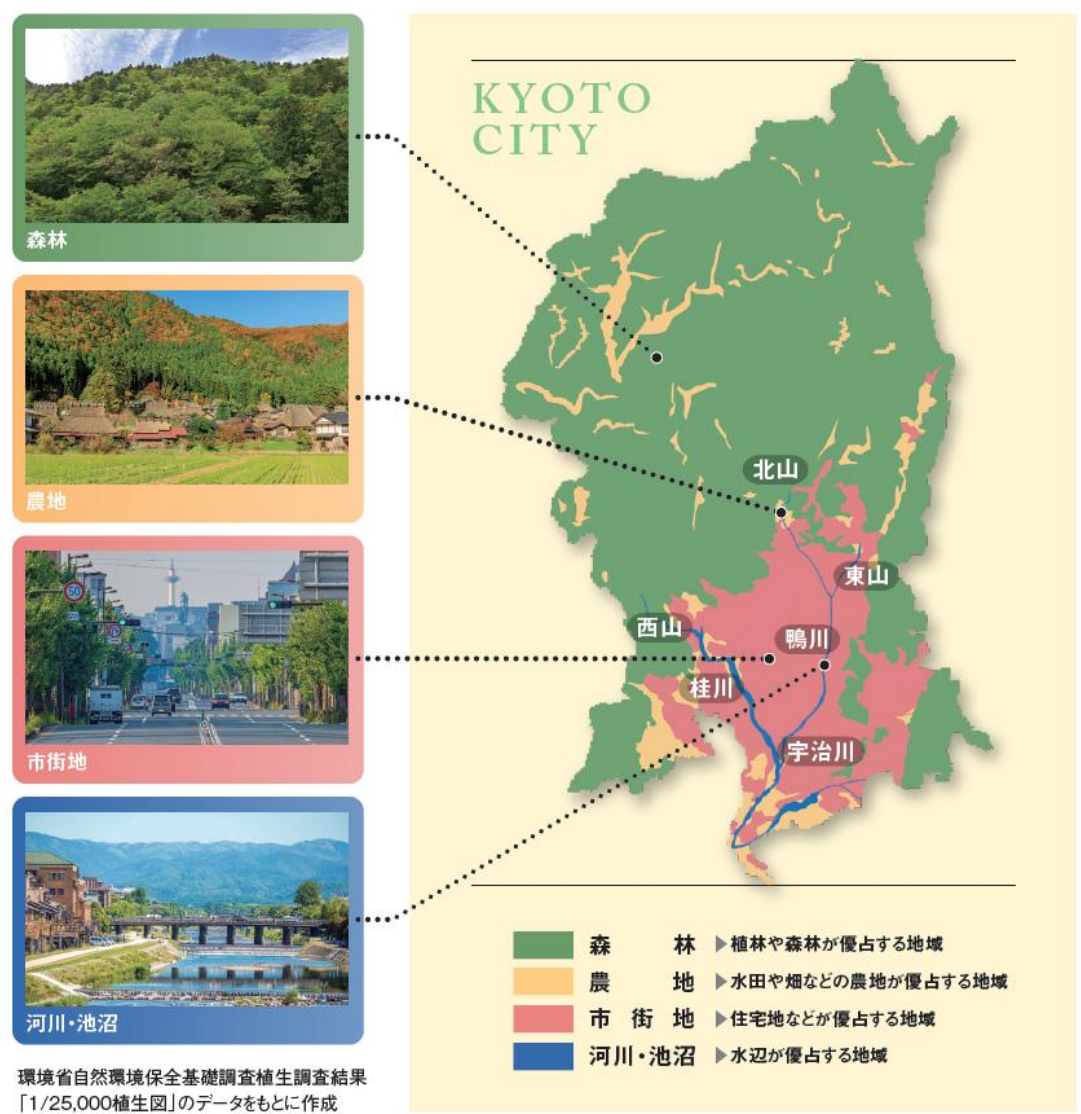 森林
農地
市街地
50
河川・池沼
環境省自然環境保全基礎調査植生調査結果
「1/25,000植生図」のデータをもとに作成
KYOTO
CITY
北山
東山
西山
鴨川
桂川
宇治川
森林 ▶植林や森林が優占する地域
農地 ▶水田や畑などの農地が優占する地域
市街地 ▶住宅地などが優占する地域
河川・池沼 ▶水辺が優占する地域